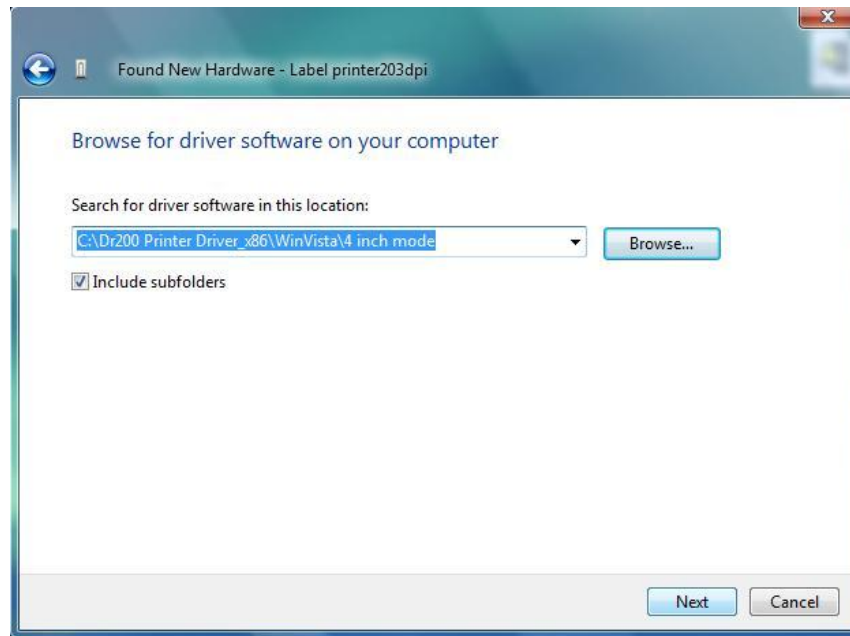 Found New Hardware - Label printer203dpi
Browse for driver software on your computer
Search for driver software in this location:
C:\Dr200 Printer Driver_x86\WinVista\4 inch mode
Browse...
Include subfolders
Next
Cancel